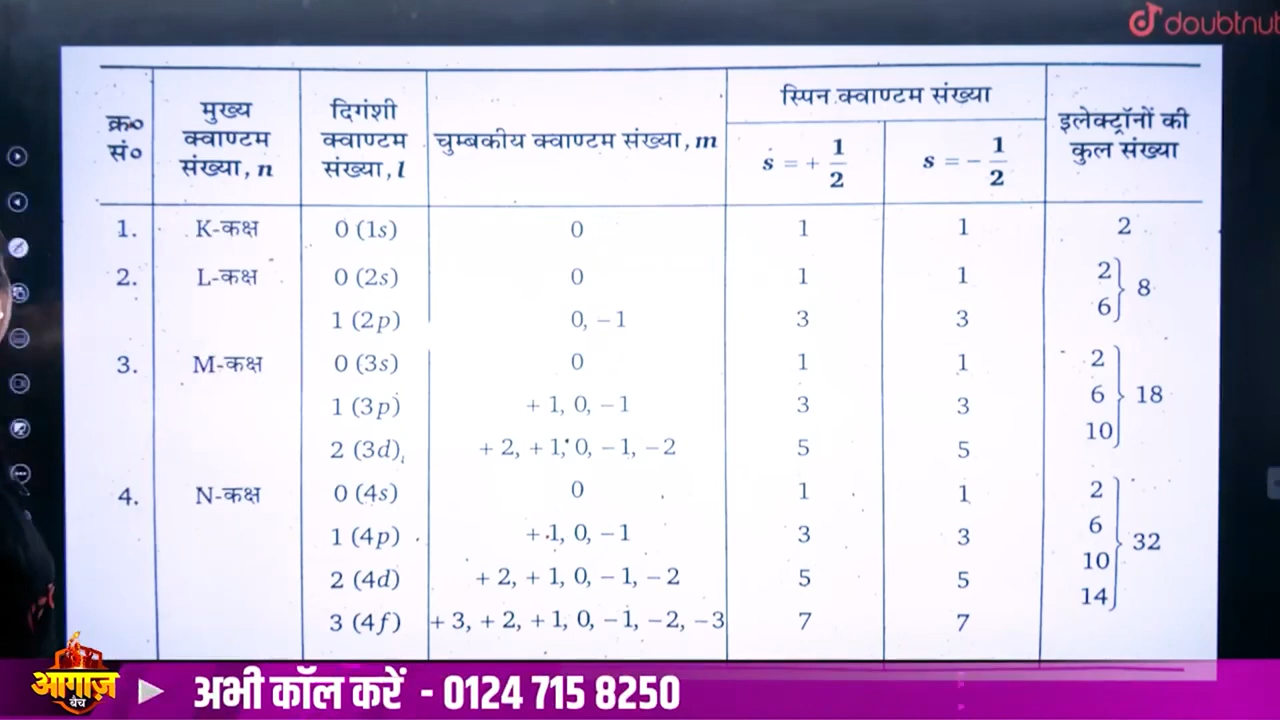 doubtnut
क्र० सं० | मुख्य क्वाण्टम संख्या, n | दिगंशी क्वाण्टम संख्या, l | चुम्बकीय क्वाण्टम संख्या, m | स्पिन क्वाण्टम संख्या | इलेक्ट्रॉनों की कुल संख्या
s = + 1/2 | s = − 1/2
1. K-कक्ष 0 (1s) 0 1 1 2
2. L-कक्ष 0 (2s) 0 1 1 2
1 (2p) 0, −1 3 3 6 } 8
3. M-कक्ष 0 (3s) 0 1 1 2
1 (3p) + 1, 0, −1 3 3 6 } 18
2 (3d) + 2, + 1, 0, −1, −2 5 5 10
4. N-कक्ष 0 (4s) 0 1 1 2
1 (4p) + 1, 0, −1 3 3 6
2 (4d) + 2, + 1, 0, −1, −2 5 5 10 } 32
3 (4f) + 3, + 2, + 1, 0, −1, −2, −3 7 7 14
आगाज़
बैच
अभी कॉल करें - 0124 715 8250